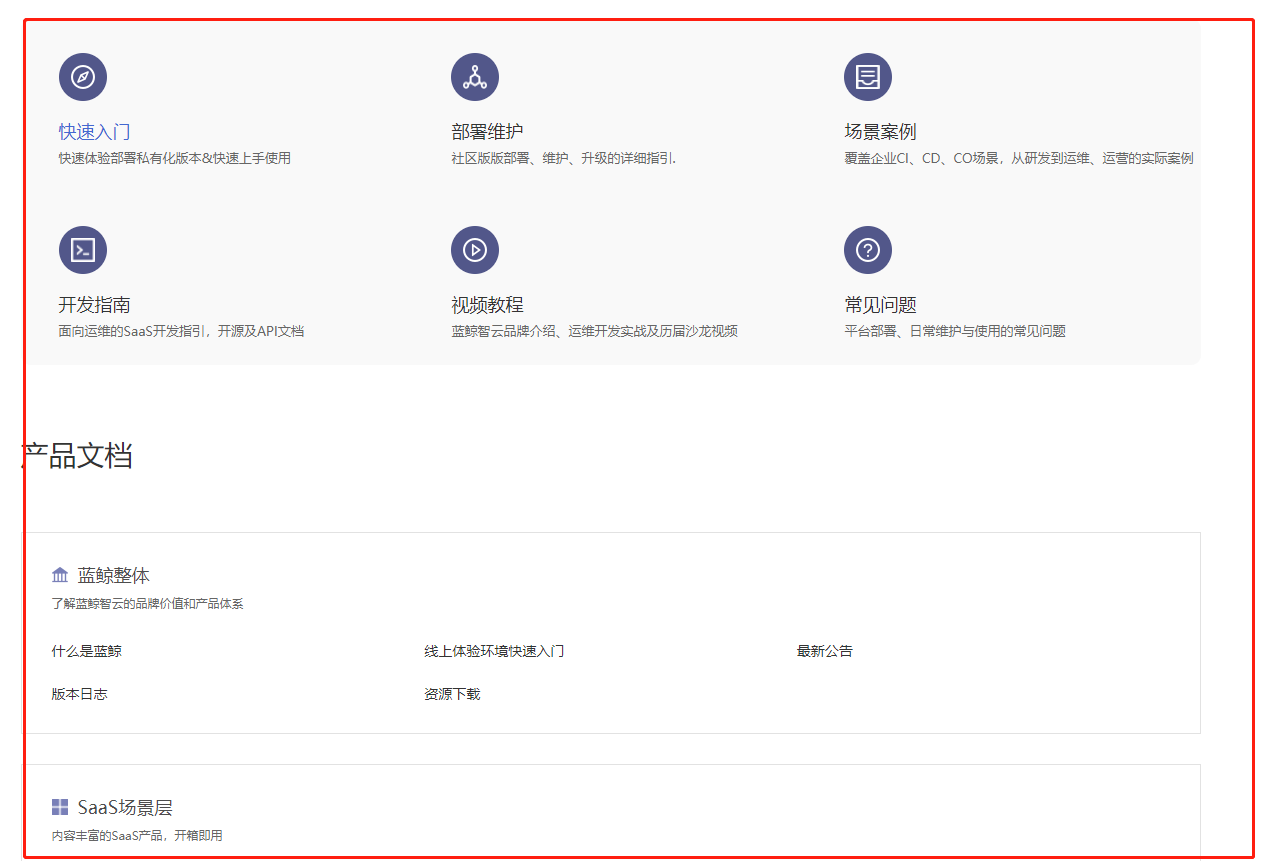 快速入门
部署维护
场景案例
快速体验部署私有化版本&快速上手使用
社区版版部署、维护、升级的详细指引.
覆盖企业CI、CD、CO场景，从研发到运维、运营的实际案例
开发指南
视频教程
常见问题
面向运维的SaaS开发指引，开源及API文档
蓝鲸智云品牌介绍、运维开发实战及历届沙龙视频
平台部署、日常维护与使用的常见问题
产品文档
蓝鲸整体
了解蓝鲸智云的品牌价值和产品体系
什么是蓝鲸
线上体验环境快速入门
最新公告
版本日志
资源下载
SaaS场景层
内容丰富的SaaS产品，开箱即用